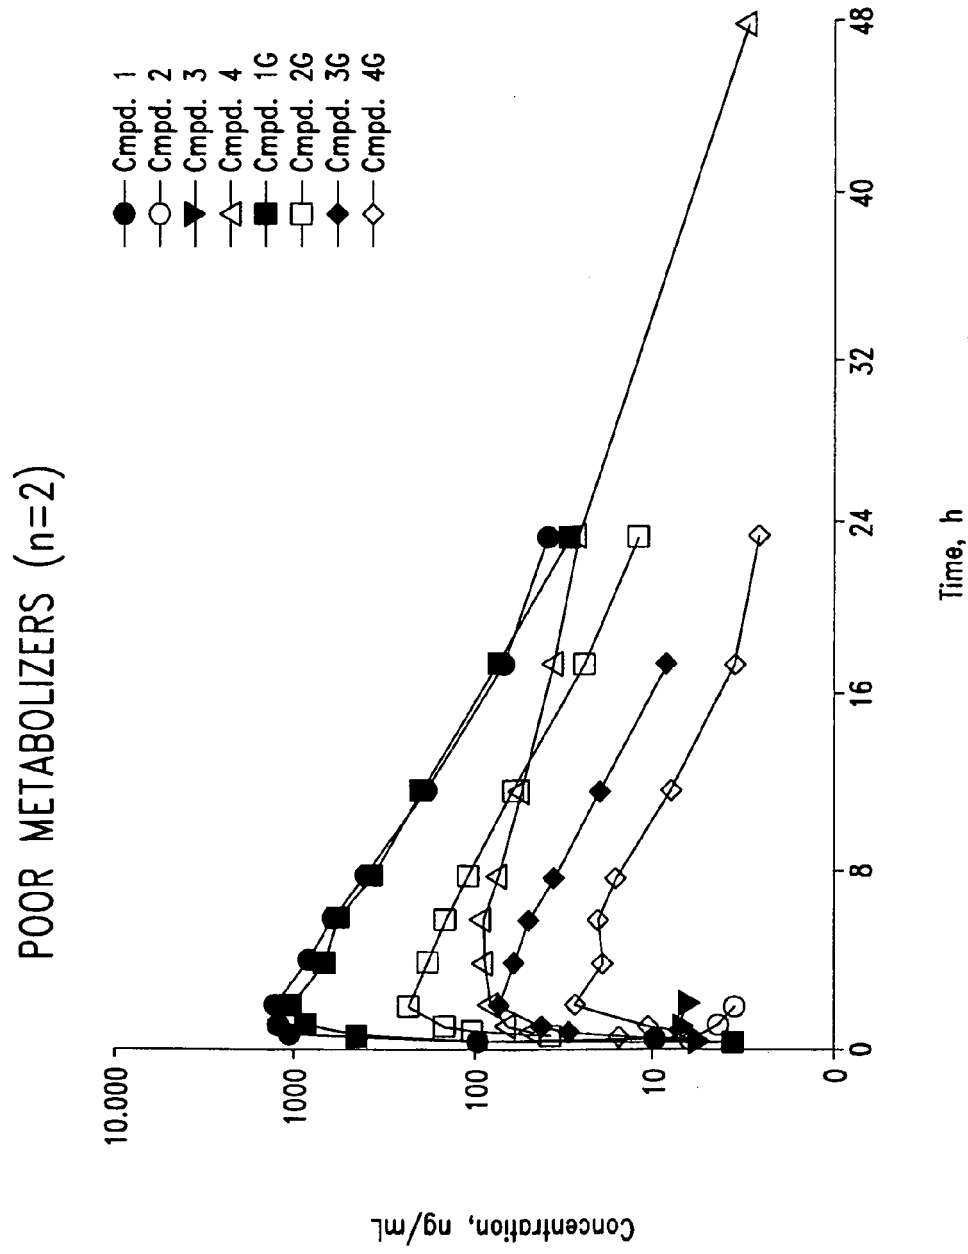 POOR METABOLIZERS (n=2)
Cmpd. 1
Cmpd. 2
Cmpd. 3
Cmpd. 4
Cmpd. 1G
Cmpd. 2G
Cmpd. 3G
Cmpd. 4G
Concentration, ng/mL
10.000
1000
100
10
0
0
8
16
24
32
40
48
Time, h